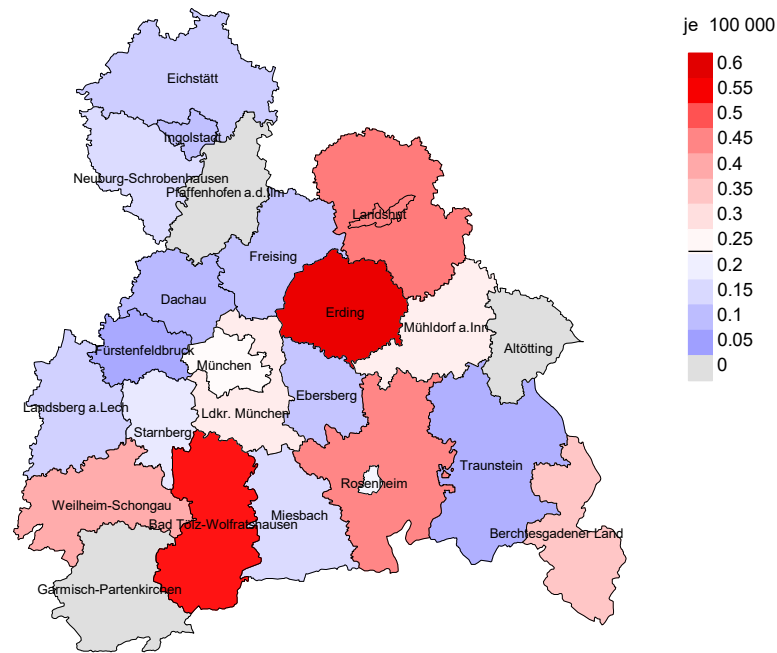 je 100 000
0.6
0.55
0.5
0.45
0.4
0.35
0.3
0.25
0.2
0.15
0.1
0.05
0
Eichstätt
Ingolstadt
Neuburg-Schrobenhausen
Pfaffenhofen a.d.Ilm
Landshut
Freising
Dachau
Erding
Mühldorf a.Inn
Fürstenfeldbruck
München
Altötting
Ebersberg
Landsberg a.Lech
Ldkr. München
Starnberg
Traunstein
Rosenheim
Weilheim-Schongau
Miesbach
Bad Tölz-Wolfratshausen
Berchtesgadener Land
Garmisch-Partenkirchen